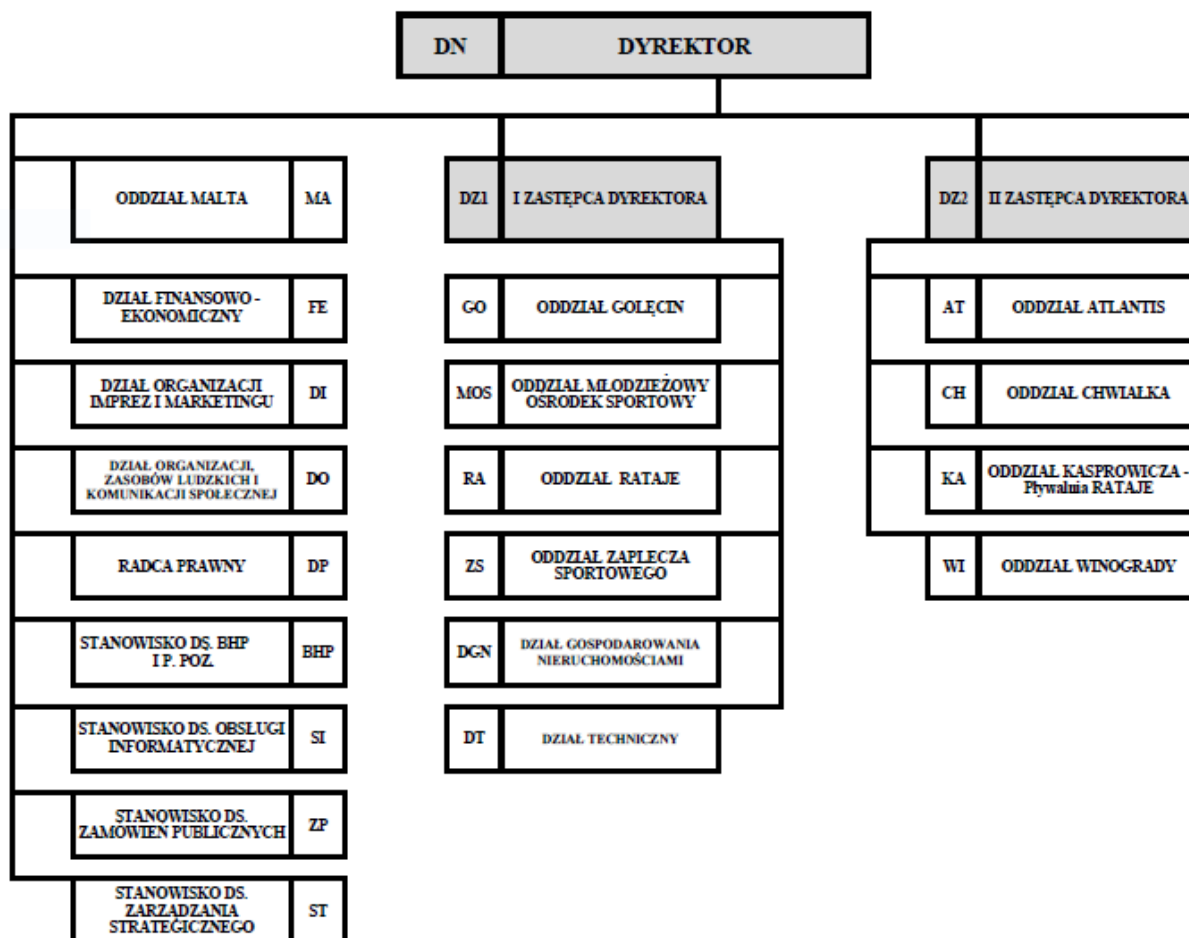 DN DYREKTOR
ODDZIAŁ MALTA MA
DZ1 I ZASTĘPCA DYREKTORA
DZ2 II ZASTĘPCA DYREKTORA
DZIAŁ FINANSOWO -
EKONOMICZNY
FE
DZIAŁ ORGANIZACJI
IMPREZ I MARKETINGU
DI
DZIAŁ ORGANIZACJI,
ZASOBÓW LUDZKICH I
KOMUNIKACJI SPOŁECZNEJ
DO
RADCA PRAWNY DP
STANOWISKO DS. BHP
I P. POŻ.
BHP
STANOWISKO DS. OBSŁUGI
INFORMATYCZNEJ
SI
STANOWISKO DS.
ZAMÓWIEŃ PUBLICZNYCH
ZP
STANOWISKO DS.
ZARZĄDZANIA
STRATEGICZNEGO
ST
GO ODDZIAŁ GOLĘCIN
MOS
ODDZIAŁ MŁODZIEŻOWY
OŚRODEK SPORTOWY
RA ODDZIAŁ RATAJE
ZS
ODDZIAŁ ZAPLECZA
SPORTOWEGO
DGN
DZIAŁ GOSPODAROWANIA
NIERUCHOMOŚCIAMI
DT DZIAŁ TECHNICZNY
AT ODDZIAŁ ATLANTIS
CH ODDZIAŁ CHWIAŁKA
KA
ODDZIAŁ KASPROWICZA -
Pływalnia RATAJE
WI ODDZIAŁ WINOGRADY